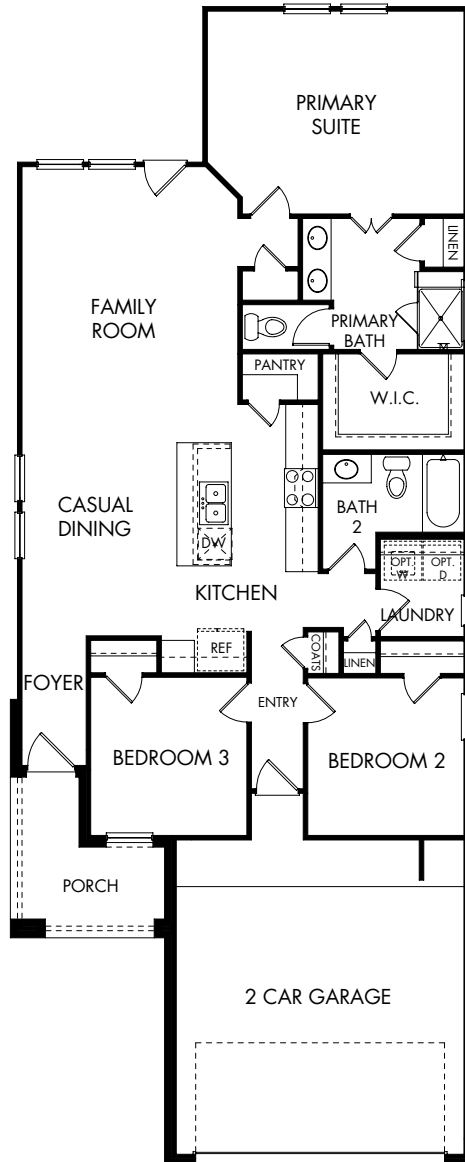 PRIMARY
SUITE
LINEN
FAMILY
ROOM
PRIMARY
BATH
PANTRY
W.I.C.
CASUAL
DINING
DW
BATH
2
OPT.
W
OPT.
D
KITCHEN
LAUNDRY
REF
COATS
LINEN
FOYER
ENTRY
BEDROOM 3
BEDROOM 2
PORCH
2 CAR GARAGE